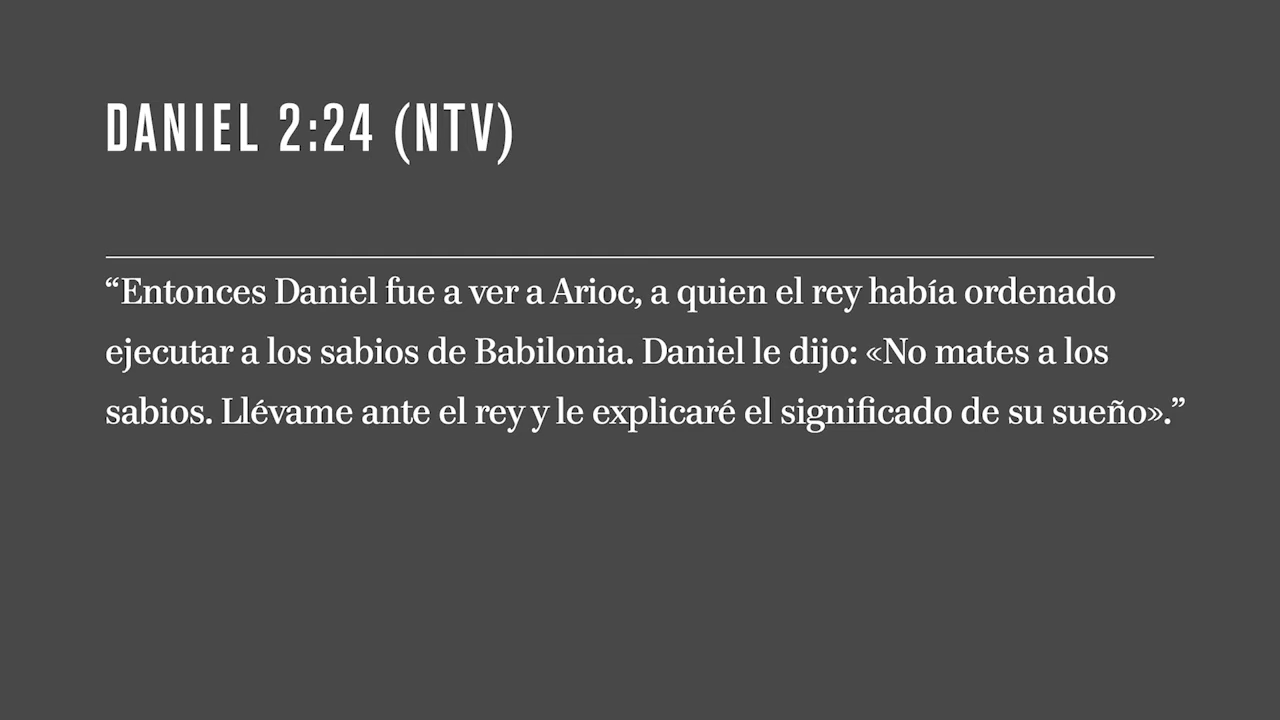 DANIEL 2:24 (NTV)
“Entonces Daniel fue a ver a Arioc, a quien el rey había ordenado
ejecutar a los sabios de Babilonia. Daniel le dijo: «No mates a los
sabios. Llévame ante el rey y le explicaré el significado de su sueño».”